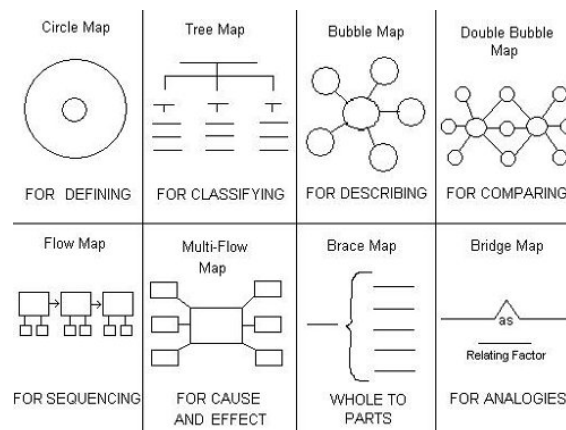 Circle Map
FOR DEFINING
Tree Map
FOR CLASSIFYING
Bubble Map
FOR DESCRIBING
Double Bubble
Map
FOR COMPARING
Flow Map
FOR SEQUENCING
Multi-Flow
Map
FOR CAUSE
AND EFFECT
Brace Map
WHOLE TO
PARTS
Bridge Map
as
Relating Factor
FOR ANALOGIES